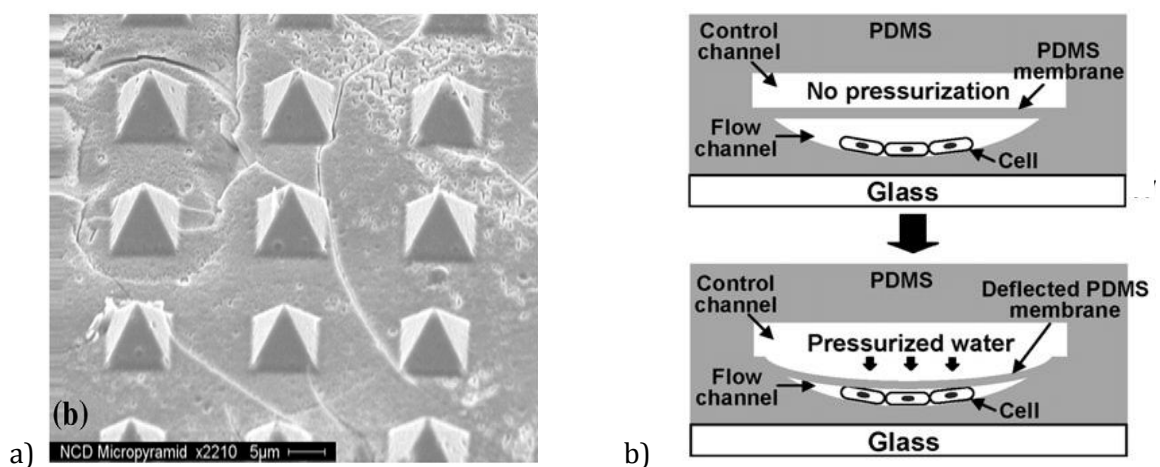 (b)
NCD Micropyramid x2210 5µm
a)
Control
channel
PDMS
PDMS
membrane
No pressurization
Flow
channel
Cell
Glass
Control
channel
PDMS
Deflected PDMS
membrane
Pressurized water
Flow
channel
Cell
Glass
b)